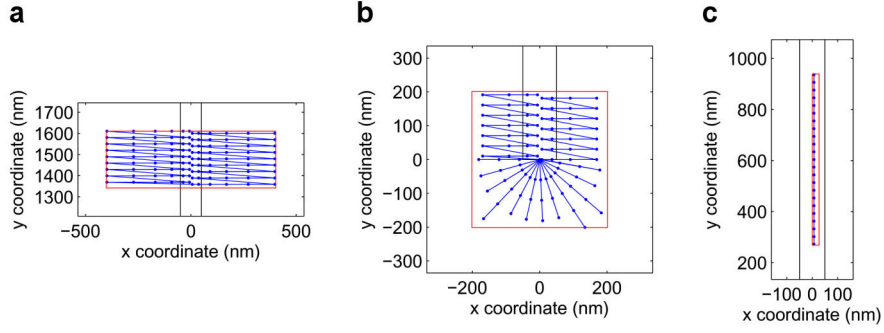 a
1700
1600
1500
1400
1300
y coordinate (nm)
−500
0
500
x coordinate (nm)
b
300
200
100
0
−100
−200
−300
y coordinate (nm)
−200
0
200
x coordinate (nm)
c
1000
800
600
400
200
y coordinate (nm)
−100
0
100
x coordinate (nm)